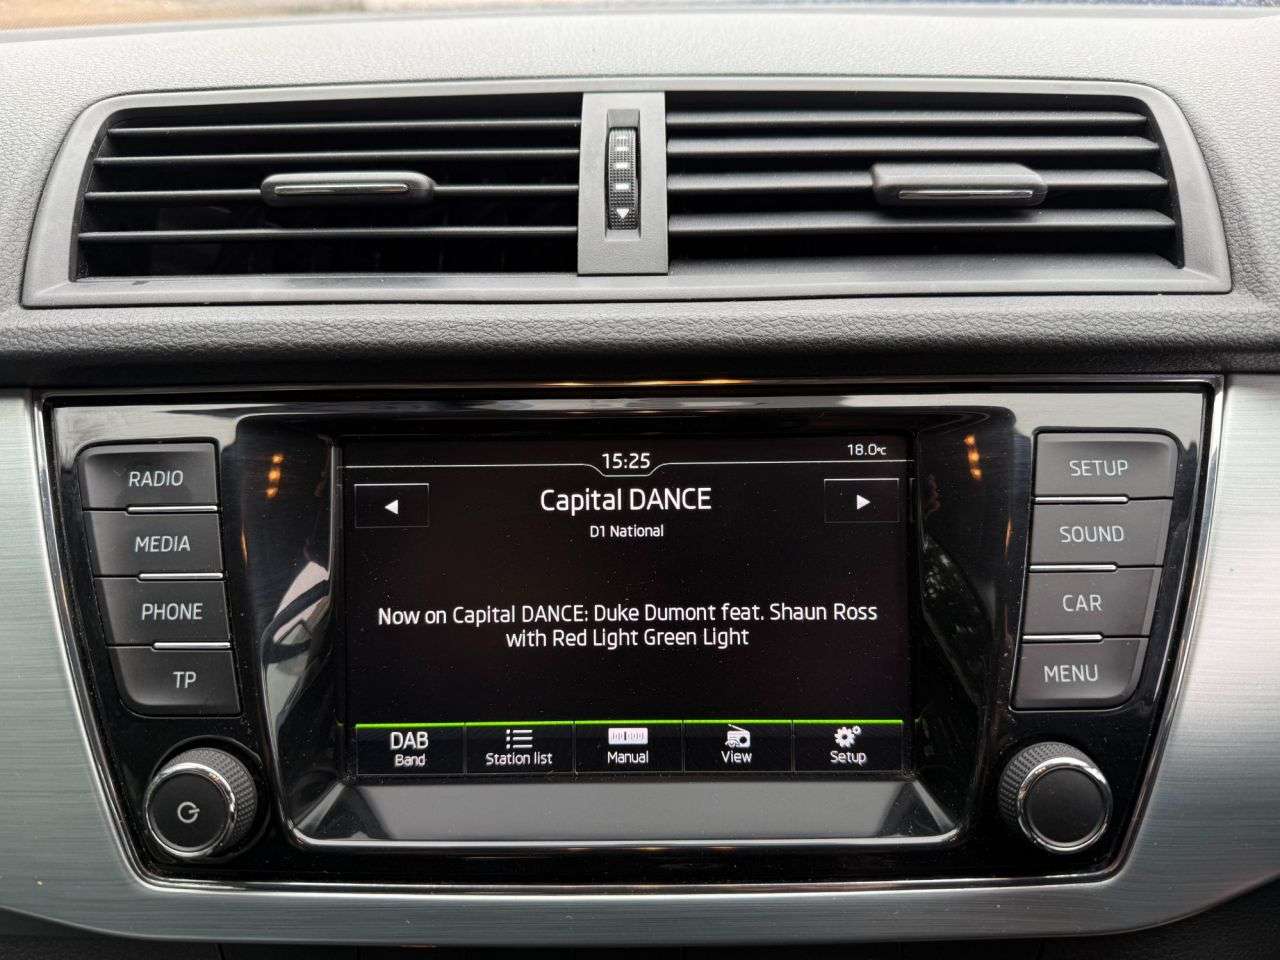 15:25
18.0°C
Capital DANCE
D1 National
Now on Capital DANCE: Duke Dumont feat. Shaun Ross
with Red Light Green Light
DAB
Band
Station list
Manual
View
Setup
RADIO
MEDIA
PHONE
TP
SETUP
SOUND
CAR
MENU